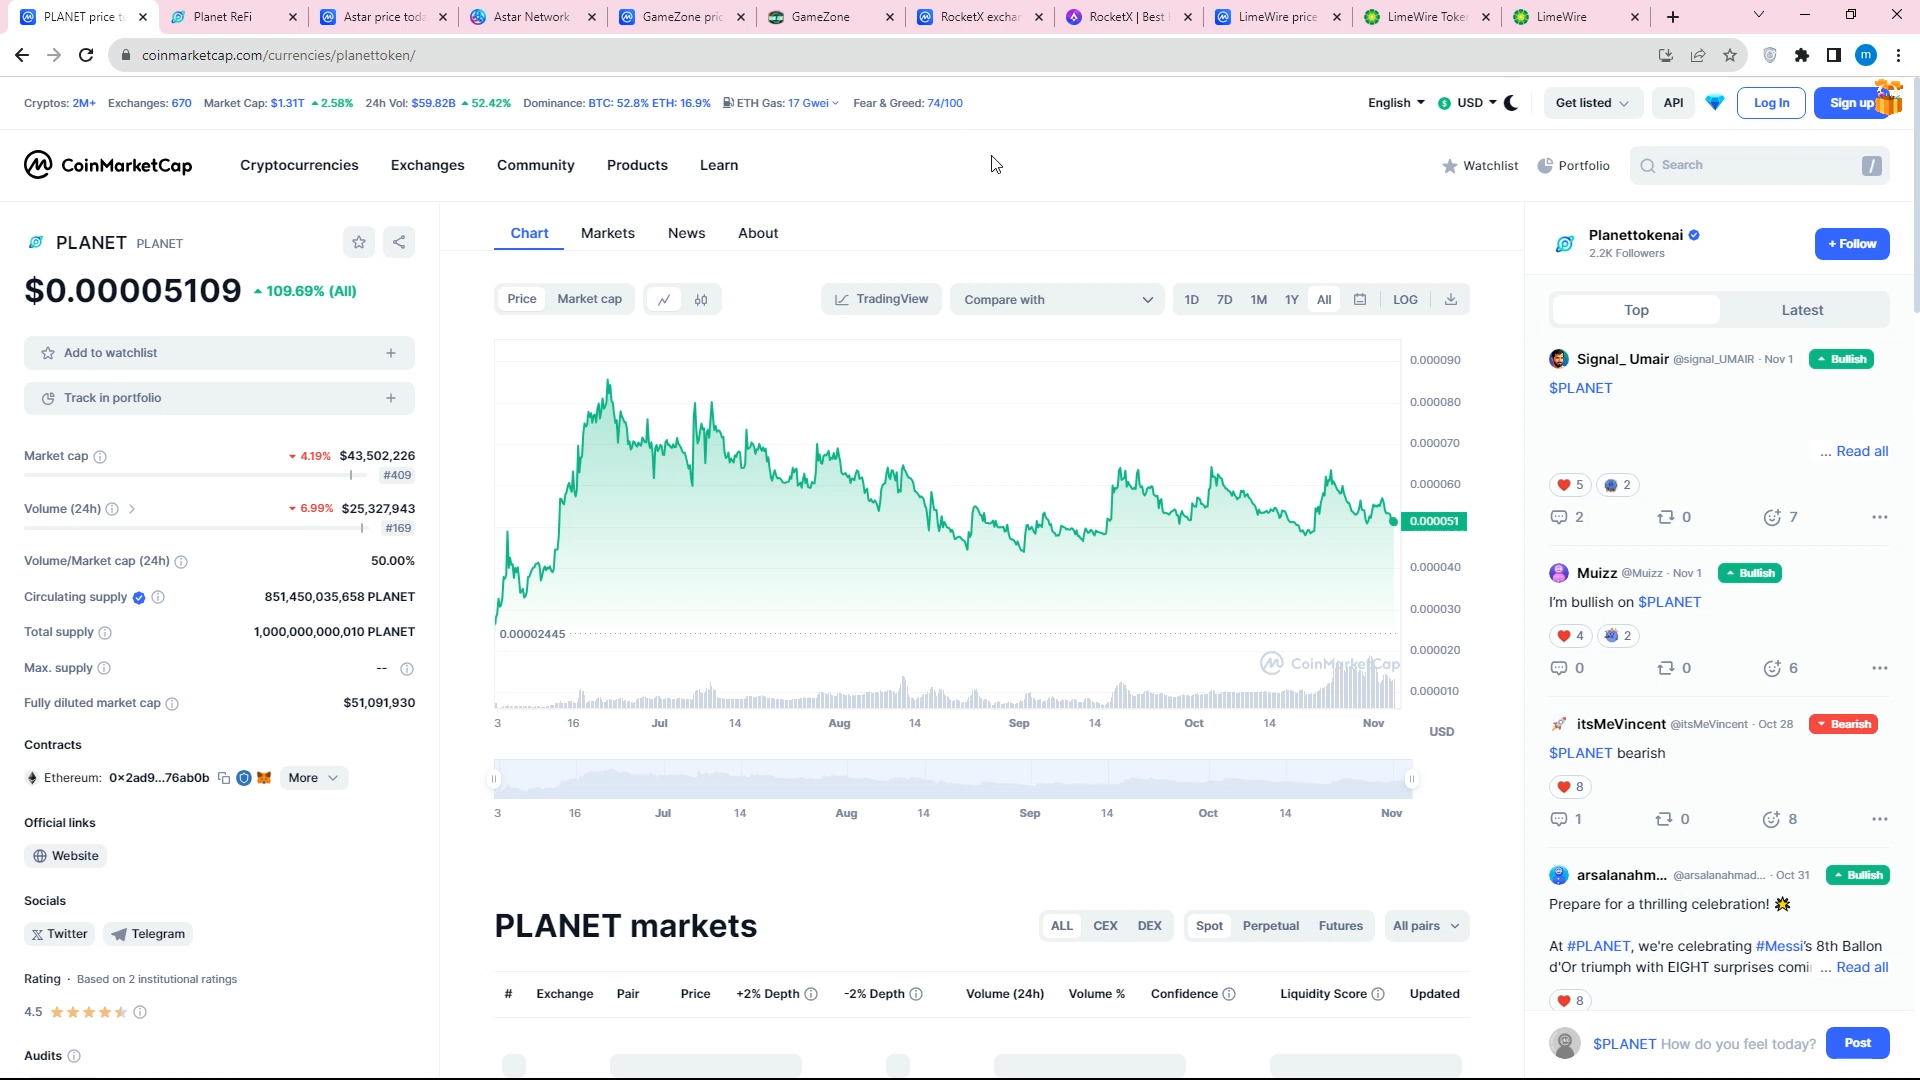 PLANET price to
Planet ReFi
Astar price toda
Astar Network
GameZone pric
GameZone
RocketX exchan
RocketX | Best
LimeWire price
LimeWire Toke
LimeWire
coinmarketcap.com/currencies/planettoken/
m
Cryptos: 2M+ Exchanges: 670 Market Cap: $1.31T 2.58% 24h Vol: $59.82B 52.42% Dominance: BTC: 52.8% ETH: 16.9% ETH Gas: 17 Gwei Fear & Greed: 74/100
English USD Get listed API Log In Sign up
CoinMarketCap Cryptocurrencies Exchanges Community Products Learn
Watchlist Portfolio Search /
PLANET PLANET
$0.00005109 109.69% (All)
Add to watchlist +
Track in portfolio +
Market cap 4.19% $43,502,226
#409
Volume (24h) 6.99% $25,327,943
#169
Volume/Market cap (24h) 50.00%
Circulating supply 851,450,035,658 PLANET
Total supply 1,000,000,000,010 PLANET
Max. supply --
Fully diluted market cap $51,091,930
Contracts
Ethereum: 0x2ad9...76ab0b More
Official links
Website
Socials
Twitter Telegram
Rating · Based on 2 institutional ratings
4.5
Audits
Chart Markets News About
Price Market cap TradingView Compare with 1D 7D 1M 1Y All LOG
0.000090
0.000080
0.000070
0.000060
0.000051
0.000040
0.000030
0.00002445
0.000020
0.000010
CoinMarketCap
3 16 Jul 14 Aug 14 Sep 14 Oct 14 Nov
USD
3 16 Jul 14 Aug 14 Sep 14 Oct 14 Nov
PLANET markets
ALL CEX DEX Spot Perpetual Futures All pairs
# Exchange Pair Price +2% Depth -2% Depth Volume (24h) Volume % Confidence Liquidity Score Updated
Planettokenai + Follow
2.2K Followers
Top Latest
Signal_ Umair @signal_UMAIR · Nov 1 Bullish
$PLANET
... Read all
5 2
2 0 7
Muizz @Muizz · Nov 1 Bullish
I'm bullish on $PLANET
4 2
0 0 6
itsMeVincent @itsMeVincent · Oct 28 Bearish
$PLANET bearish
8
1 0 8
arsalanahm... @arsalanahmad... · Oct 31 Bullish
Prepare for a thrilling celebration!
At #PLANET, we're celebrating #Messi's 8th Ballon
d'Or triumph with EIGHT surprises comi ... Read all
8
$PLANET How do you feel today? Post